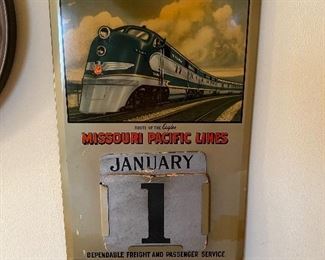 ROUTE OF THE Eagles
MISSOURI PACIFIC LINES
JANUARY
1
DEPENDABLE FREIGHT AND PASSENGER SERVICE